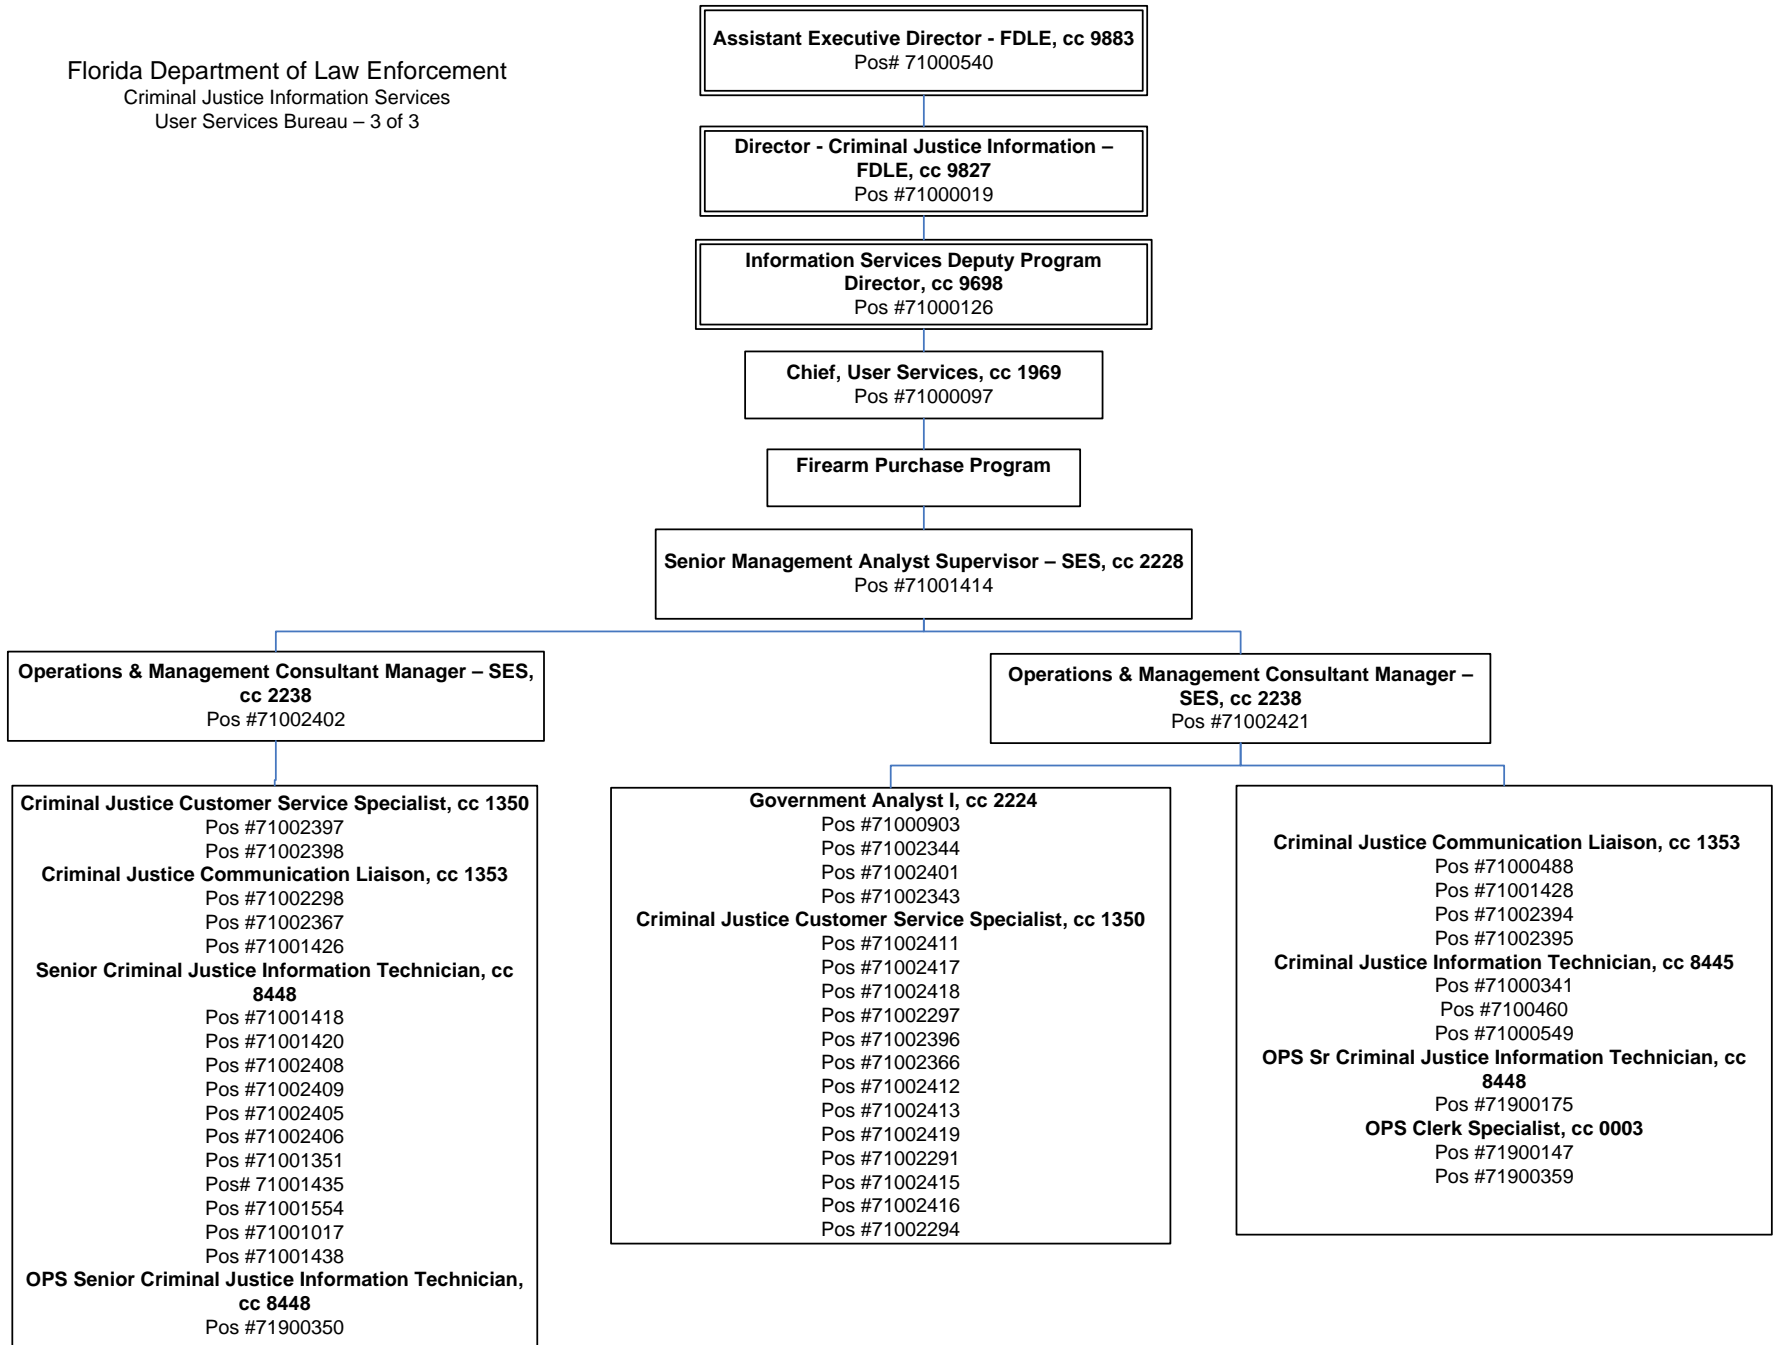 Florida Department of Law Enforcement
Criminal Justice Information Services
User Services Bureau – 3 of 3
Assistant Executive Director - FDLE, cc 9883
Pos# 71000540
Director - Criminal Justice Information –
FDLE, cc 9827
Pos #71000019
Information Services Deputy Program
Director, cc 9698
Pos #71000126
Chief, User Services, cc 1969
Pos #71000097
Firearm Purchase Program
Senior Management Analyst Supervisor – SES, cc 2228
Pos #71001414
Operations & Management Consultant Manager – SES,
cc 2238
Pos #71002402
Operations & Management Consultant Manager –
SES, cc 2238
Pos #71002421
Criminal Justice Customer Service Specialist, cc 1350
Pos #71002397
Pos #71002398
Criminal Justice Communication Liaison, cc 1353
Pos #71002298
Pos #71002367
Pos #71001426
Senior Criminal Justice Information Technician, cc
8448
Pos #71001418
Pos #71001420
Pos #71002408
Pos #71002409
Pos #71002405
Pos #71002406
Pos #71001351
Pos# 71001435
Pos #71001554
Pos #71001017
Pos #71001438
OPS Senior Criminal Justice Information Technician,
cc 8448
Pos #71900350
Government Analyst I, cc 2224
Pos #71000903
Pos #71002344
Pos #71002401
Pos #71002343
Criminal Justice Customer Service Specialist, cc 1350
Pos #71002411
Pos #71002417
Pos #71002418
Pos #71002297
Pos #71002396
Pos #71002366
Pos #71002412
Pos #71002413
Pos #71002419
Pos #71002291
Pos #71002415
Pos #71002416
Pos #71002294
Criminal Justice Communication Liaison, cc 1353
Pos #71000488
Pos #71001428
Pos #71002394
Pos #71002395
Criminal Justice Information Technician, cc 8445
Pos #71000341
Pos #7100460
Pos #71000549
OPS Sr Criminal Justice Information Technician, cc
8448
Pos #71900175
OPS Clerk Specialist, cc 0003
Pos #71900147
Pos #71900359